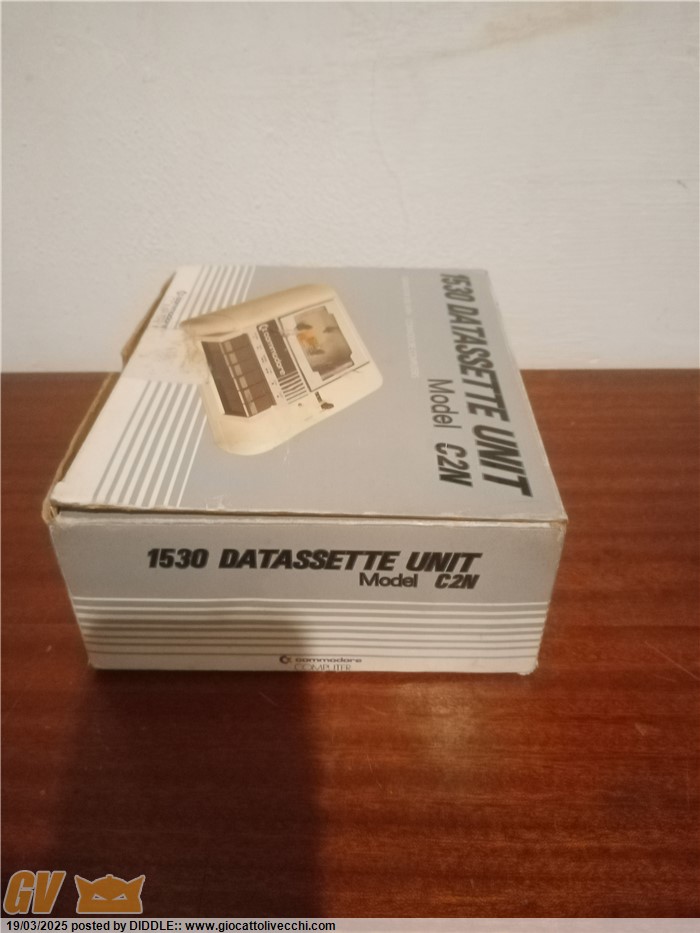 1530 DATASSETTE UNIT
Model C2N
commodore
1530 DATASSETTE UNIT
Model C2N
commodore
COMPUTER
GV
19/03/2025 posted by DIDDLE:: www.giocattolivecchi.com